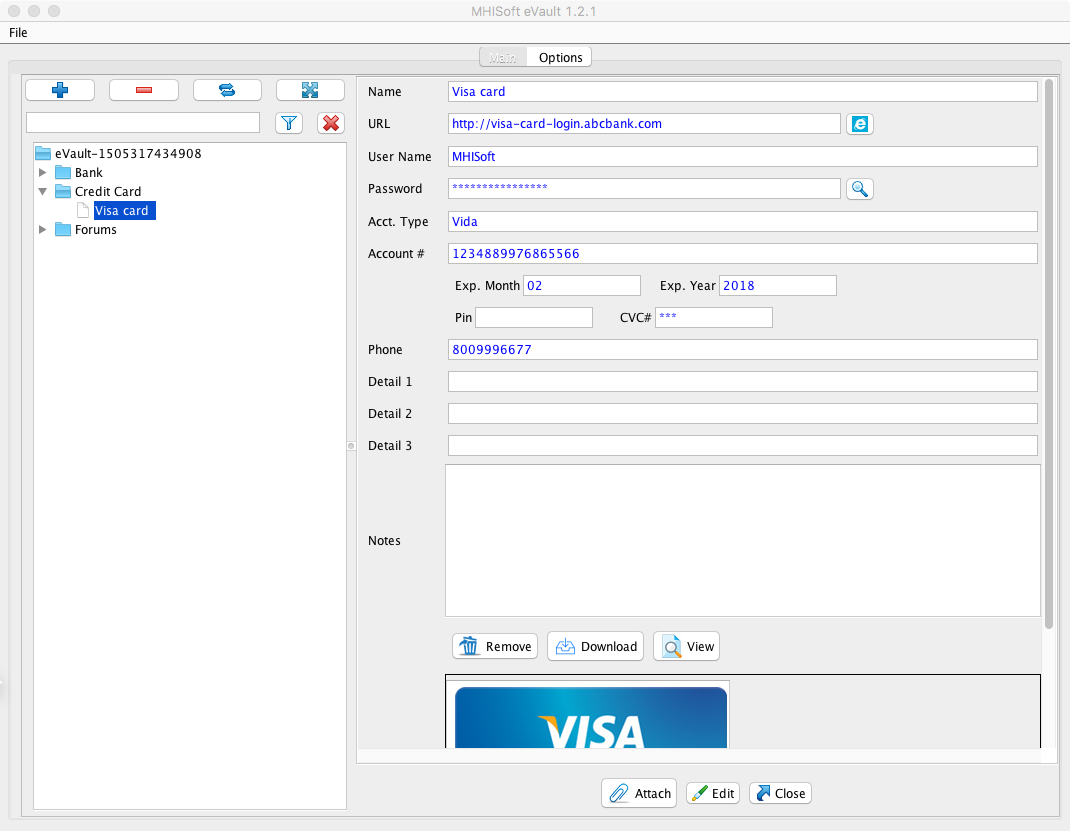 MHISoft eVault 1.2.1
File
Main Options
eVault-1505317434908
Bank
Credit Card
Visa card
Forums
Name Visa card
URL http://visa-card-login.abcbank.com
User Name MHISoft
Password ****************
Acct. Type Vida
Account # 1234889976865566
Exp. Month 02 Exp. Year 2018
Pin CVC# ***
Phone 8009996677
Detail 1
Detail 2
Detail 3
Notes
Remove Download View
VISA
Attach Edit Close